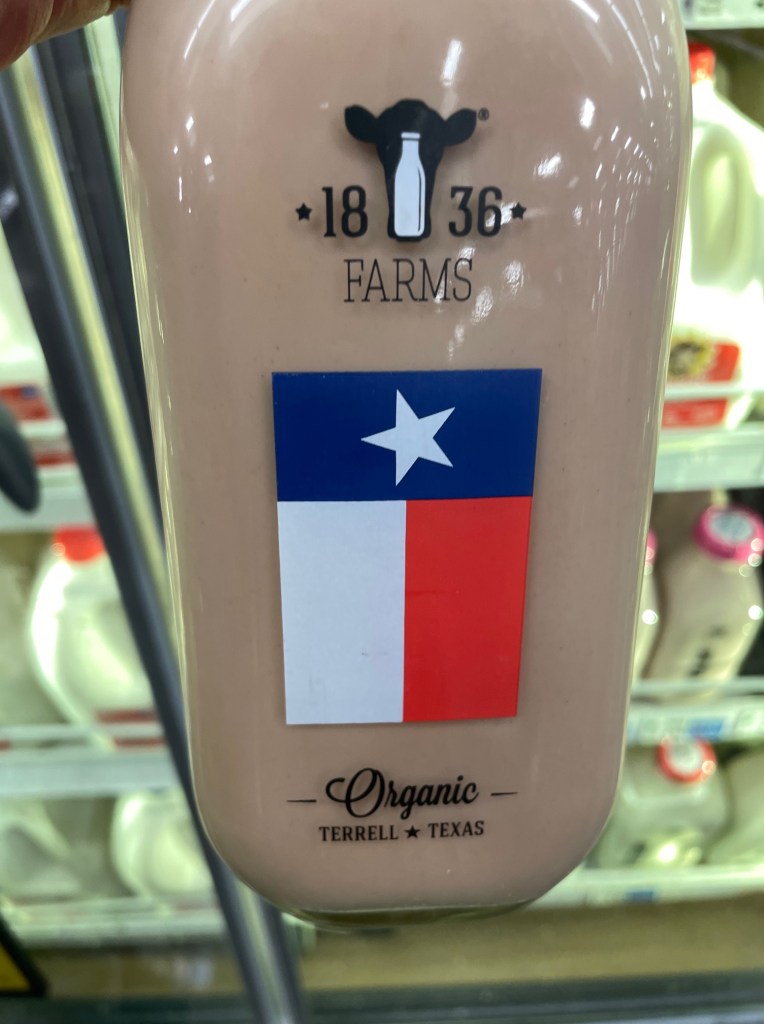 18 36
FARMS
Organic
TERRELL ★ TEXAS